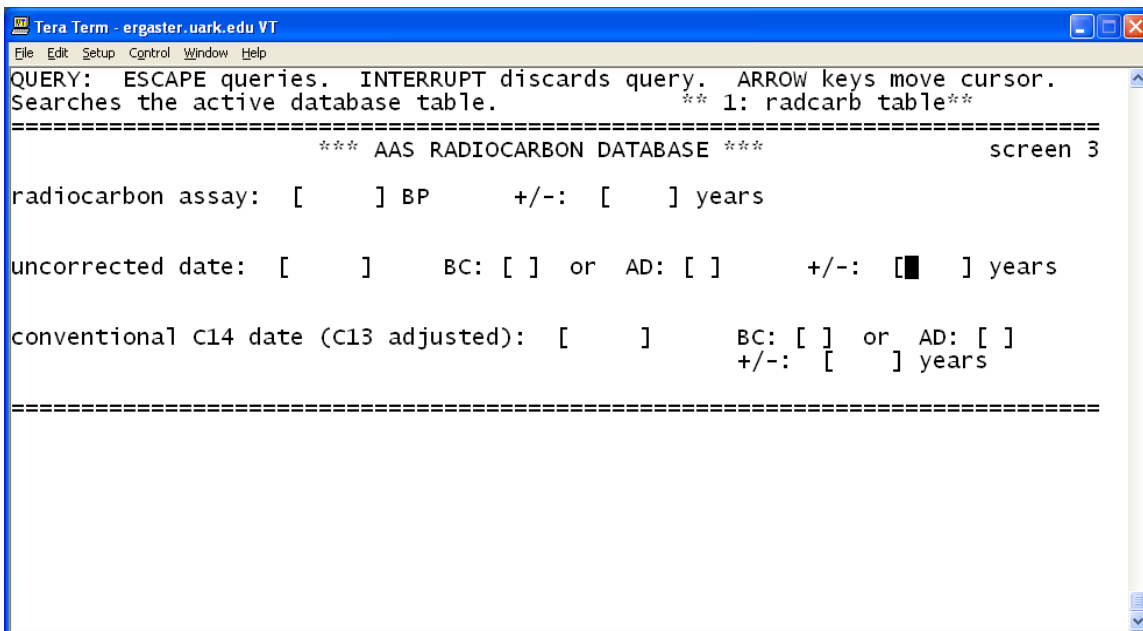 Tera Term - ergaster.uark.edu VT
File Edit Setup Control Window Help
QUERY:  ESCAPE queries.  INTERRUPT discards query.  ARROW keys move cursor.
Searches the active database table.                ** 1: radcarb table**
==============================================================================
*** AAS RADIOCARBON DATABASE ***                screen 3
radiocarbon assay:  [     ] BP      +/-:  [    ] years
uncorrected date:  [     ]     BC: [ ]  or  AD: [ ]      +/-:  [    ] years
conventional C14 date (C13 adjusted):  [     ]      BC: [ ]  or  AD: [ ]
+/-:  [    ] years
==============================================================================